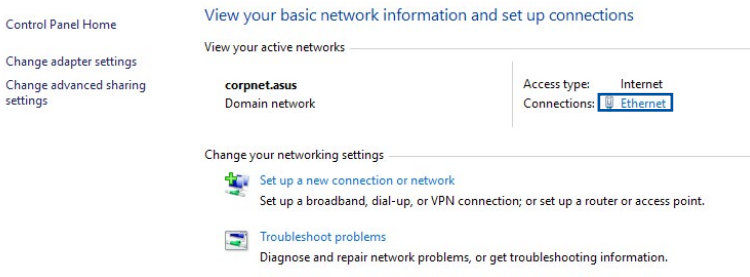 Control Panel Home
Change adapter settings
Change advanced sharing
settings
View your basic network information and set up connections
View your active networks
corpnet.asus
Domain network
Access type: Internet
Connections: Ethernet
Change your networking settings
Set up a new connection or network
Set up a broadband, dial-up, or VPN connection; or set up a router or access point.
Troubleshoot problems
Diagnose and repair network problems, or get troubleshooting information.